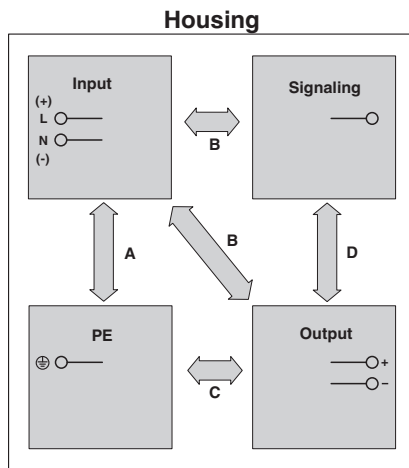 Housing
Input
(+)
L
N
(-)
Signaling
B
A
B
D
PE
C
Output
+
−